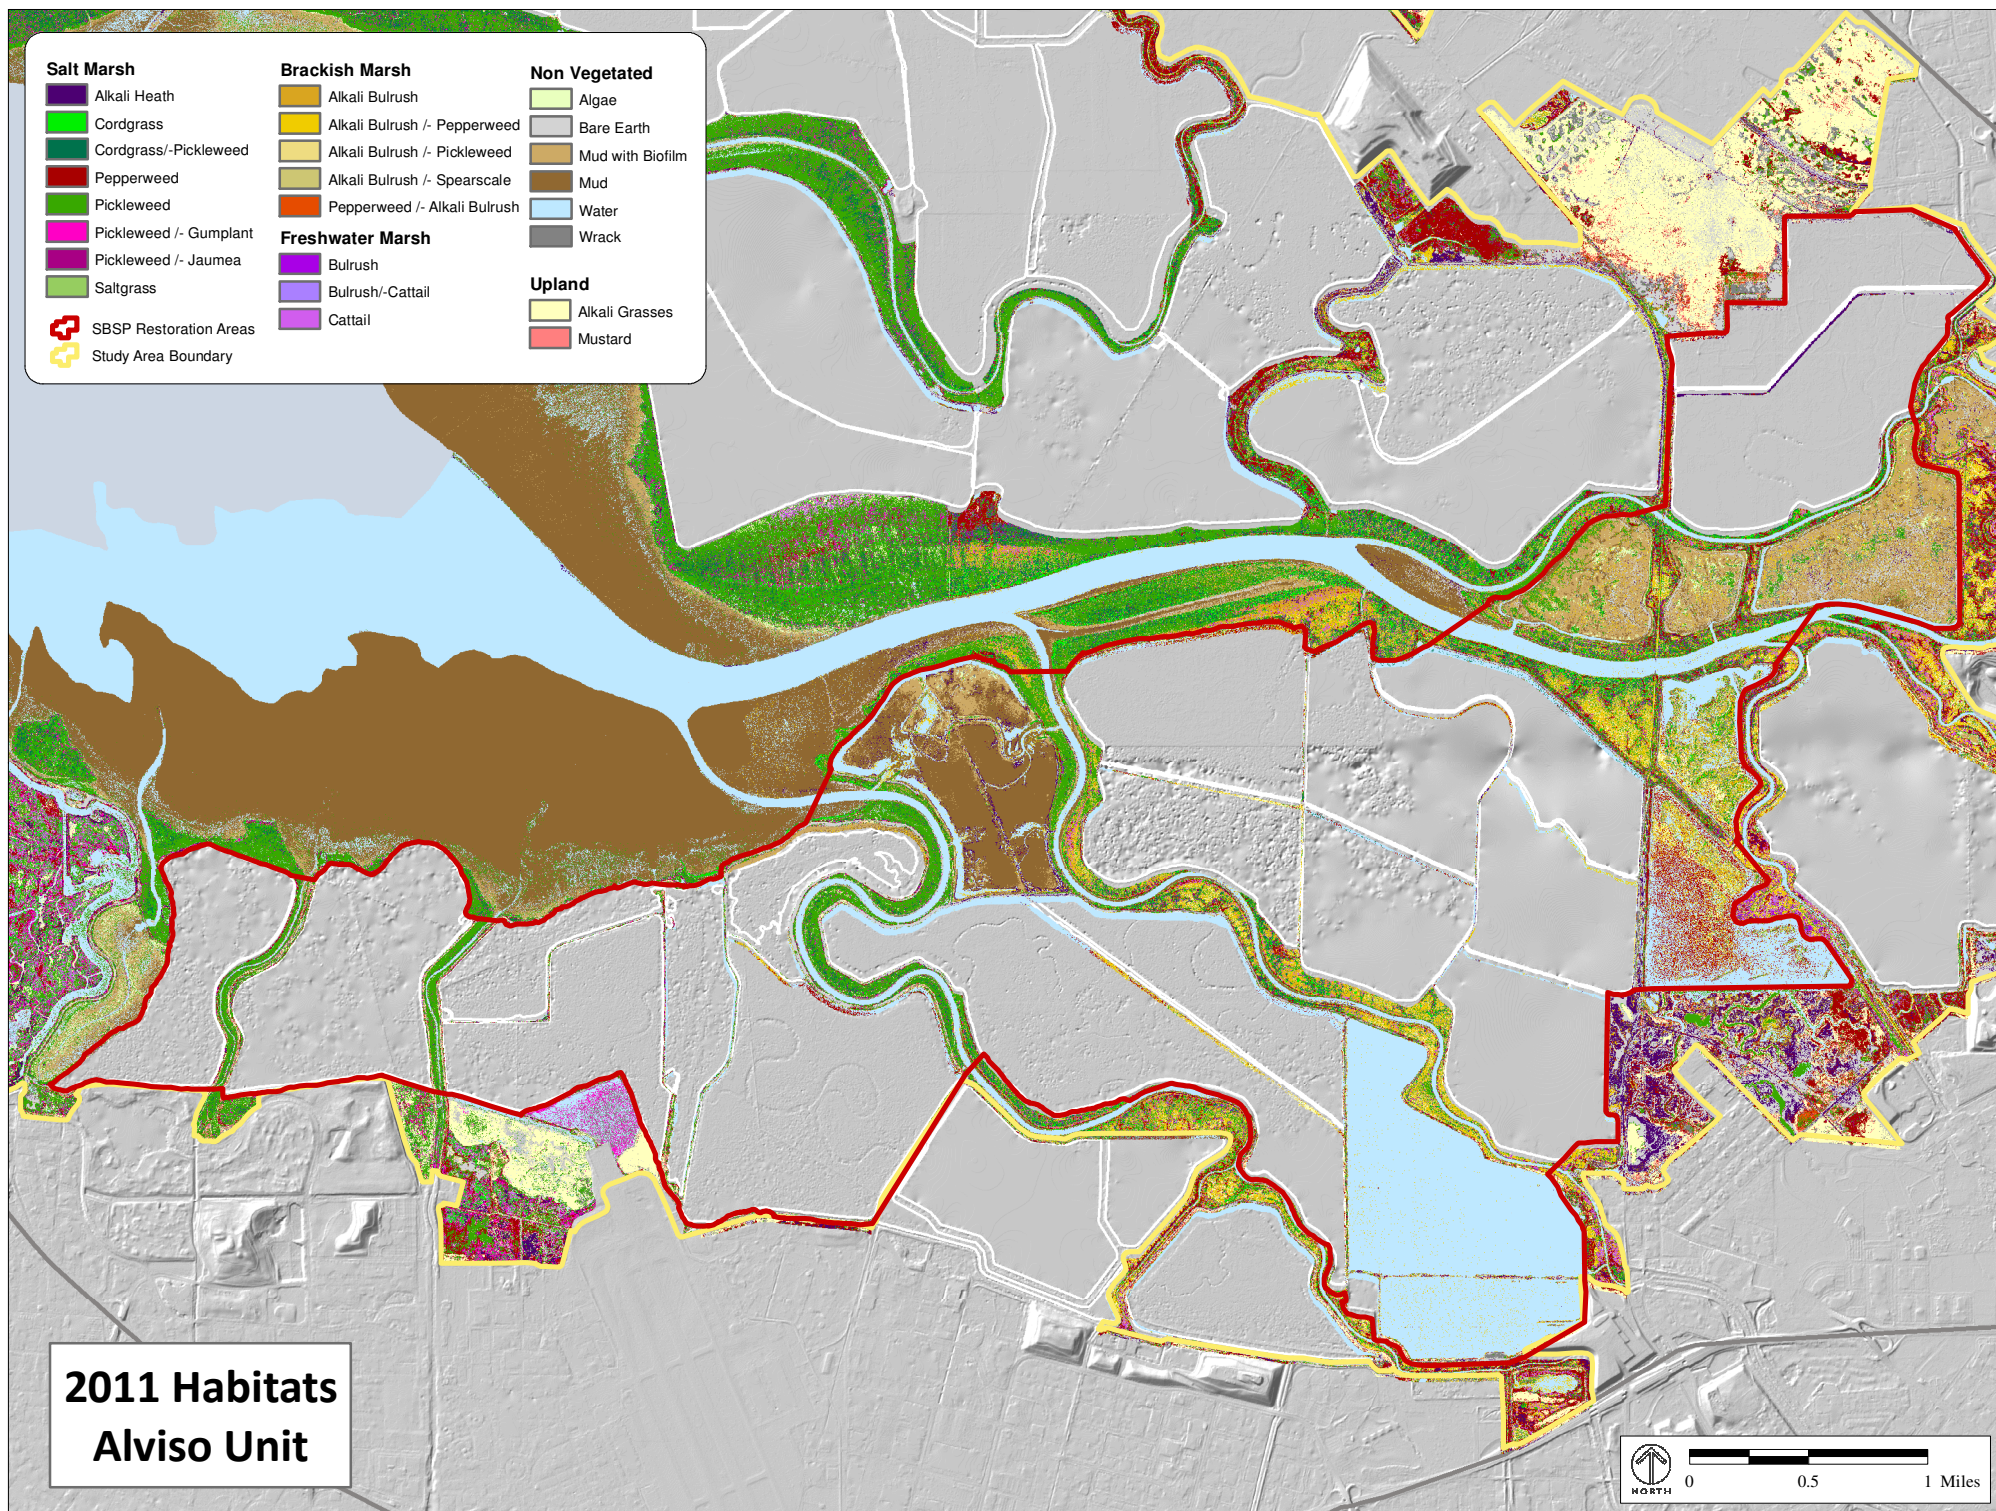 Salt Marsh
Alkali Heath
Cordgrass
Cordgrass/-Pickleweed
Pepperweed
Pickleweed
Pickleweed /- Gumplant
Pickleweed /- Jaumea
Saltgrass
SBSP Restoration Areas
Study Area Boundary
Brackish Marsh
Alkali Bulrush
Alkali Bulrush /- Pepperweed
Alkali Bulrush /- Pickleweed
Alkali Bulrush /- Spearscale
Pepperweed /- Alkali Bulrush
Freshwater Marsh
Bulrush
Bulrush/-Cattail
Cattail
Non Vegetated
Algae
Bare Earth
Mud with Biofilm
Mud
Water
Wrack
Upland
Alkali Grasses
Mustard
2011 Habitats
Alviso Unit
NORTH
0 0.5 1 Miles